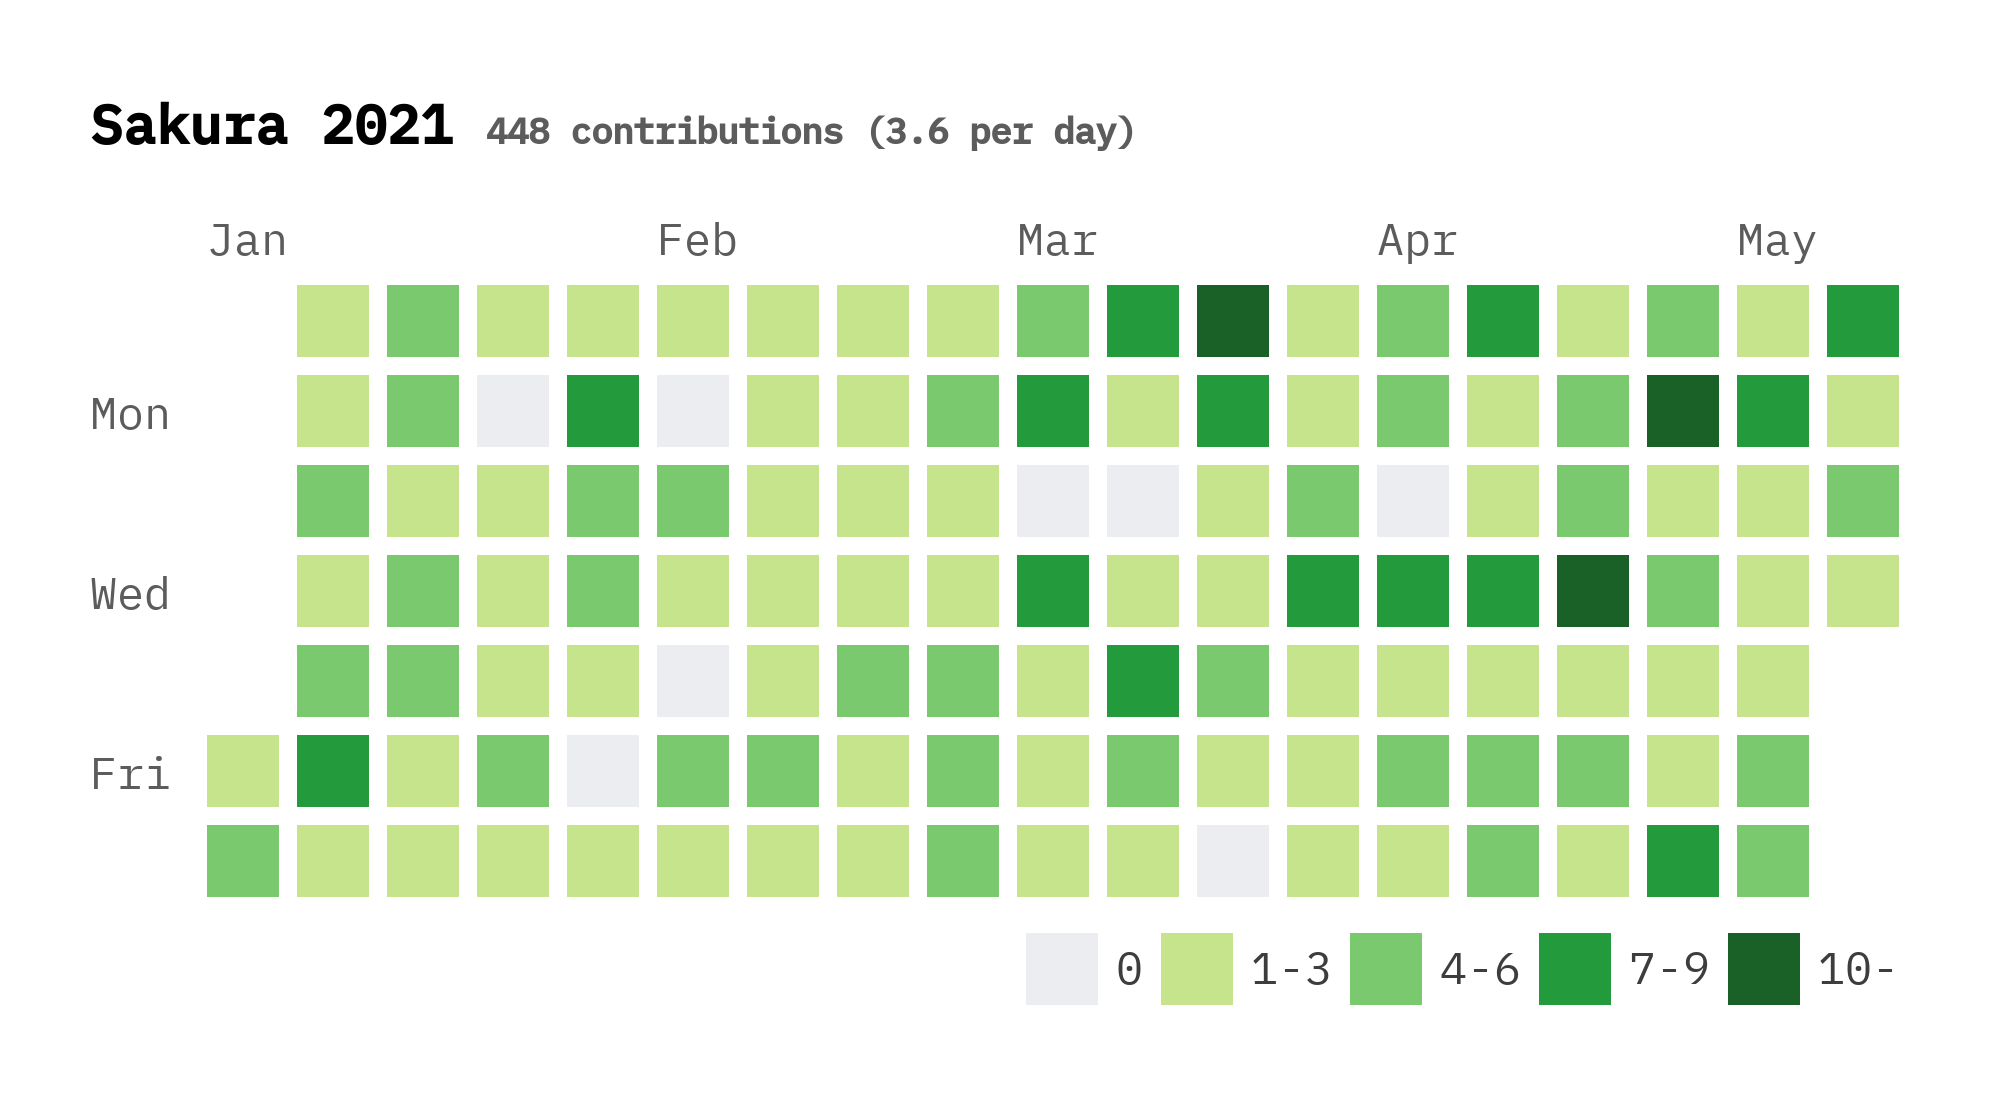 Sakura 2021 448 contributions (3.6 per day)
Jan Feb Mar Apr May
Mon
Wed
Fri
0 1-3 4-6 7-9 10-